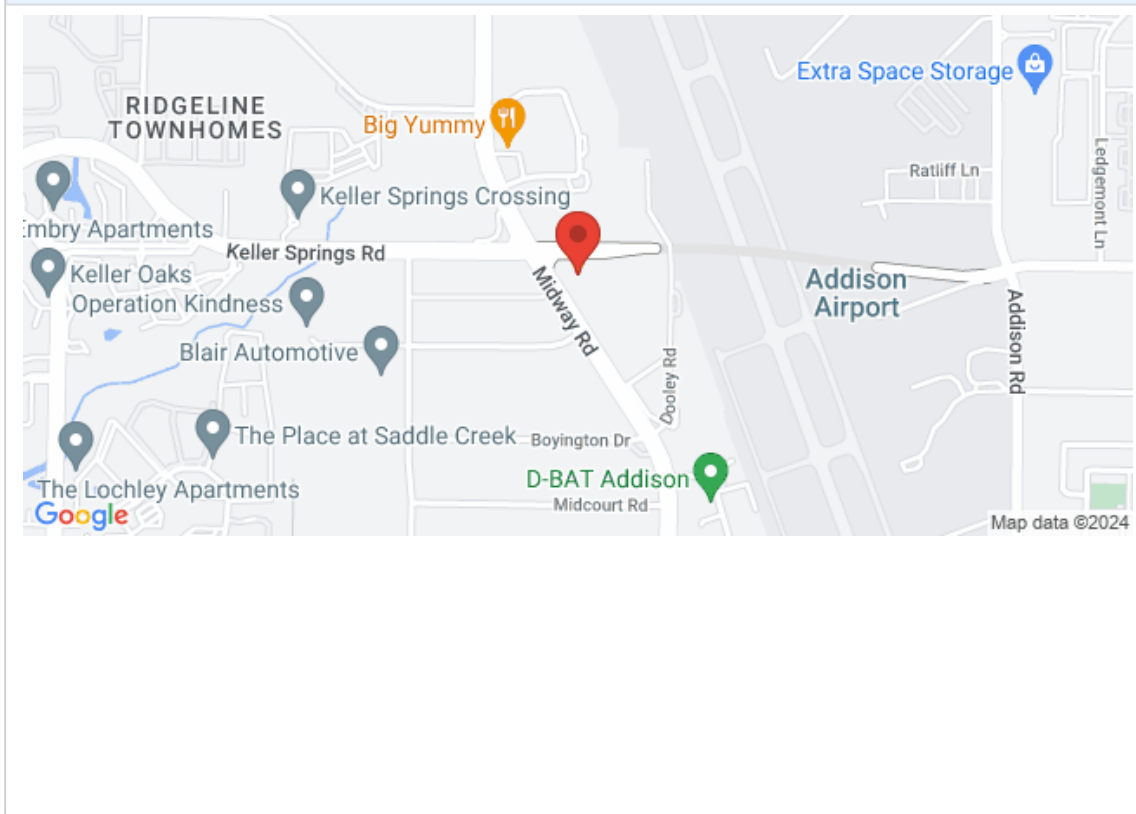 Extra Space Storage
RIDGELINE
TOWNHOMES
Big Yummy
Ledgemont Ln
Ratliff Ln
Keller Springs Crossing
Embry Apartments
Keller Springs Rd
Keller Oaks
Addison
Airport
Operation Kindness
Midway Rd
Addison Rd
Blair Automotive
Dooley Rd
The Place at Saddle Creek
Boyington Dr
D-BAT Addison
The Lochley Apartments
Midcourt Rd
Google
Map data ©2024